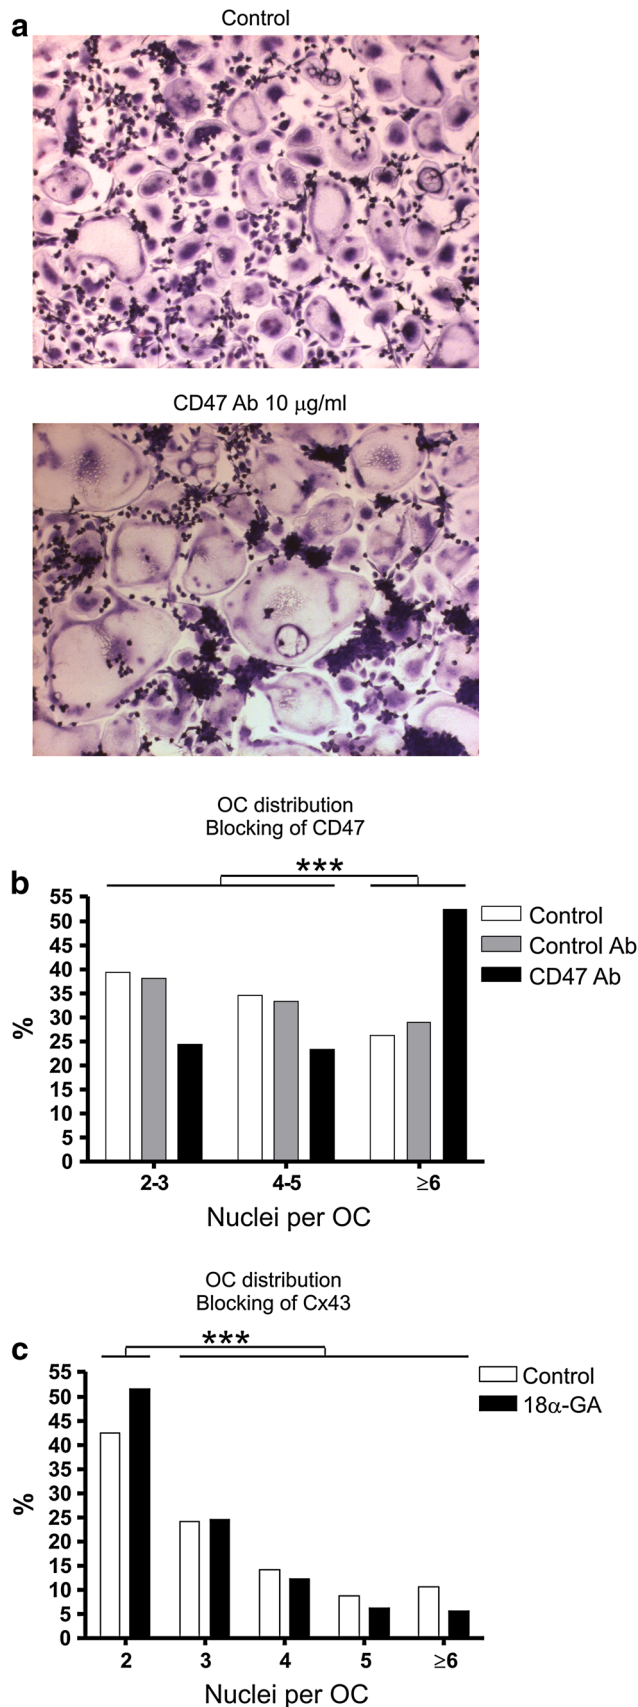 a
Control
CD47 Ab 10 μg/ml
OC distribution
Blocking of CD47
b
***
55
50
45
40
35
30
25
20
15
10
5
0
%
Control
Control Ab
CD47 Ab
2-3 4-5 ≥6
Nuclei per OC
OC distribution
Blocking of Cx43
c
***
55
50
45
40
35
30
25
20
15
10
5
0
%
Control
18α-GA
2 3 4 5 ≥6
Nuclei per OC